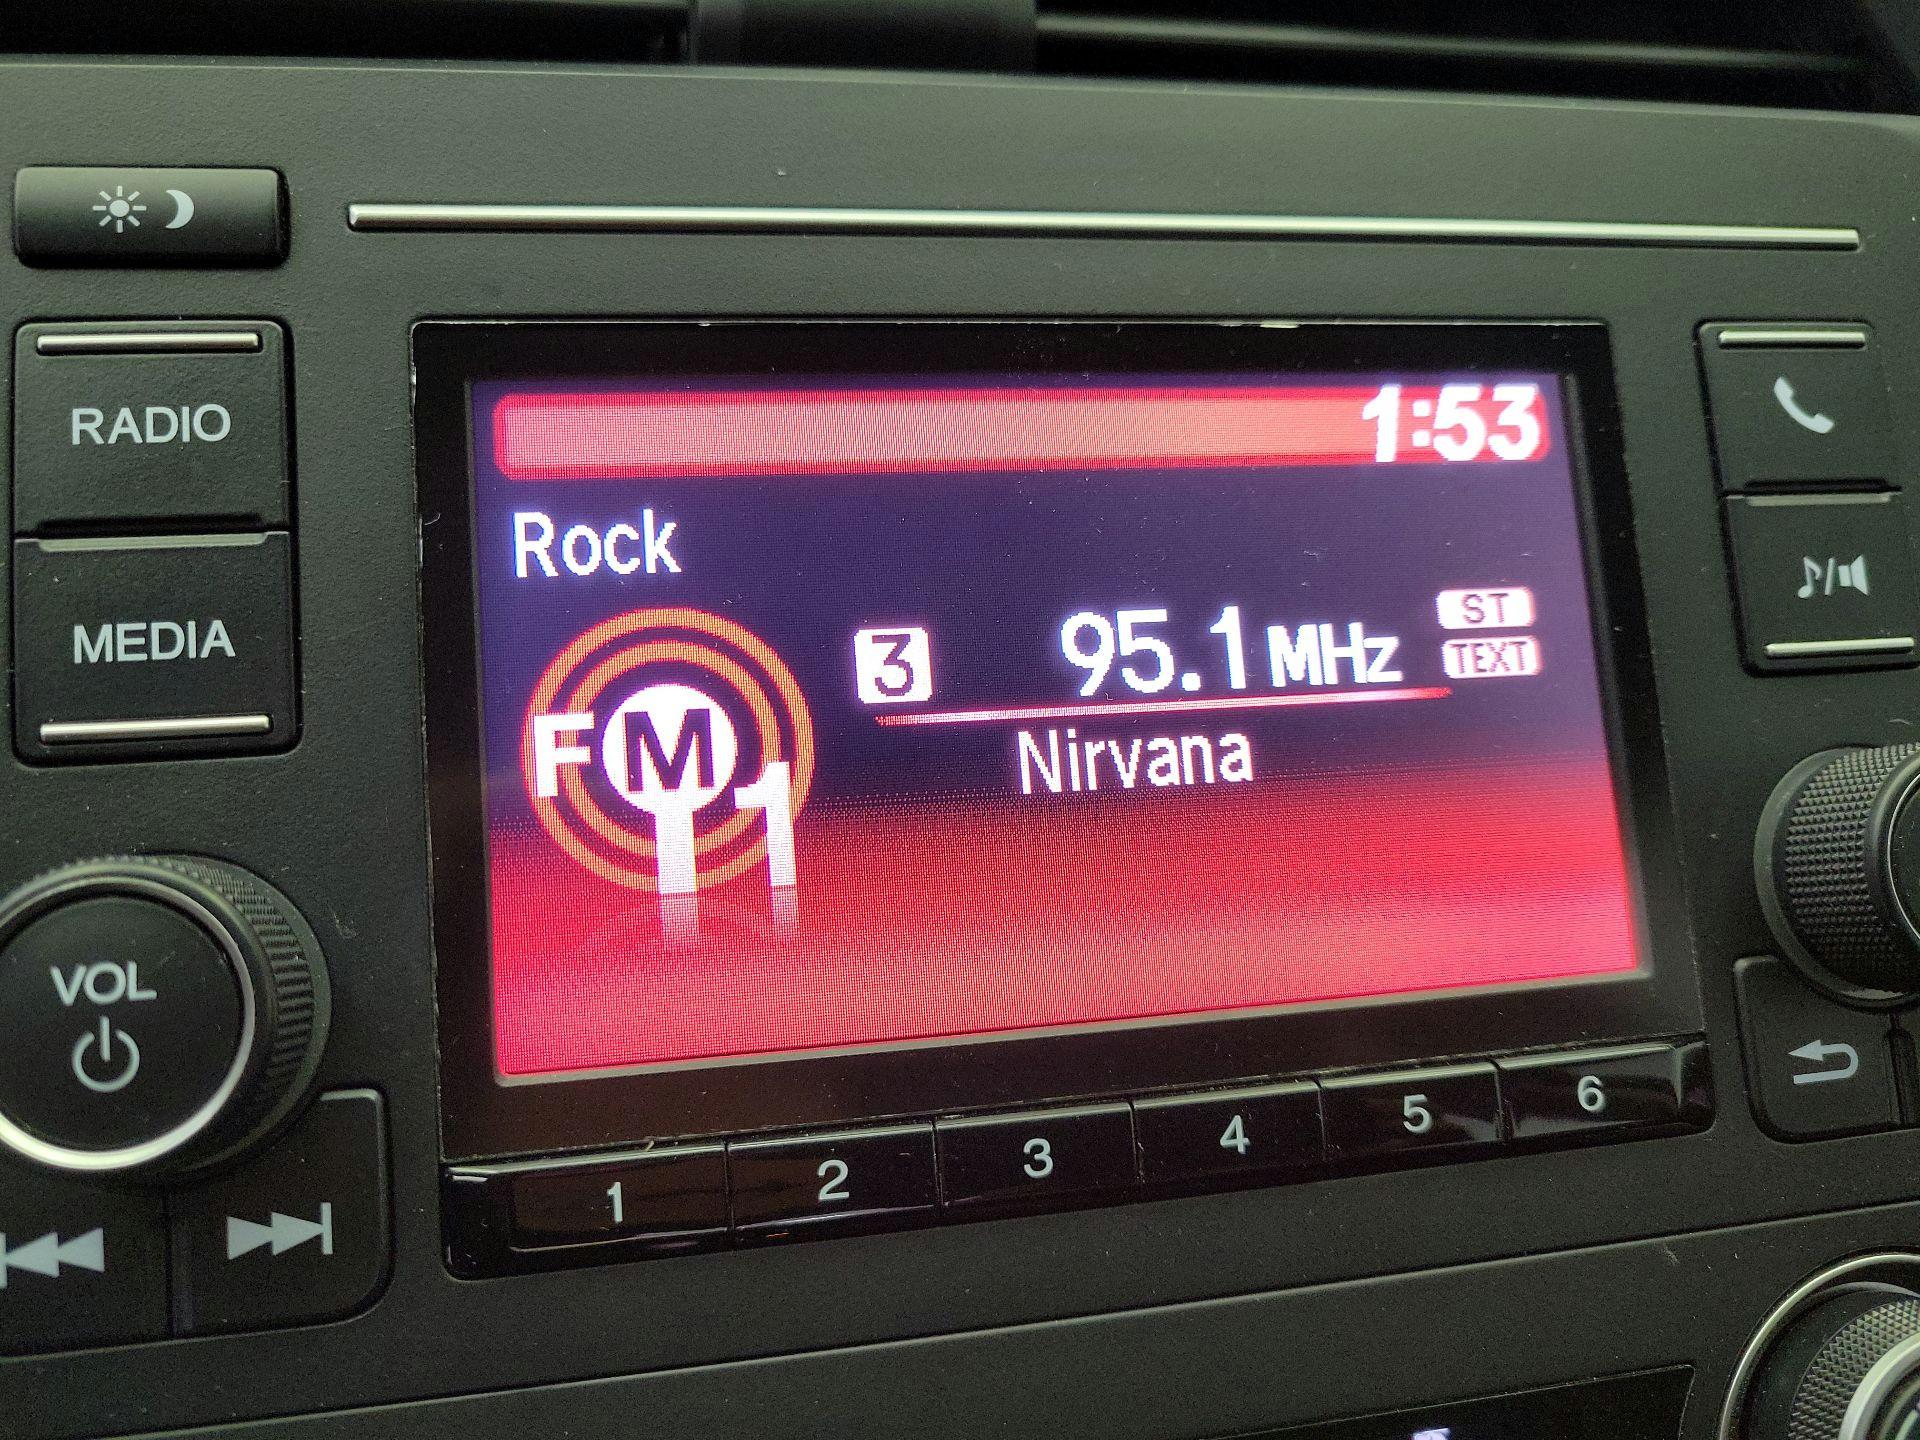 1:53
RADIO
Rock
ST
3 95.1 MHz
TEXT
MEDIA
FM1
Nirvana
VOL
1 2 3 4 5 6